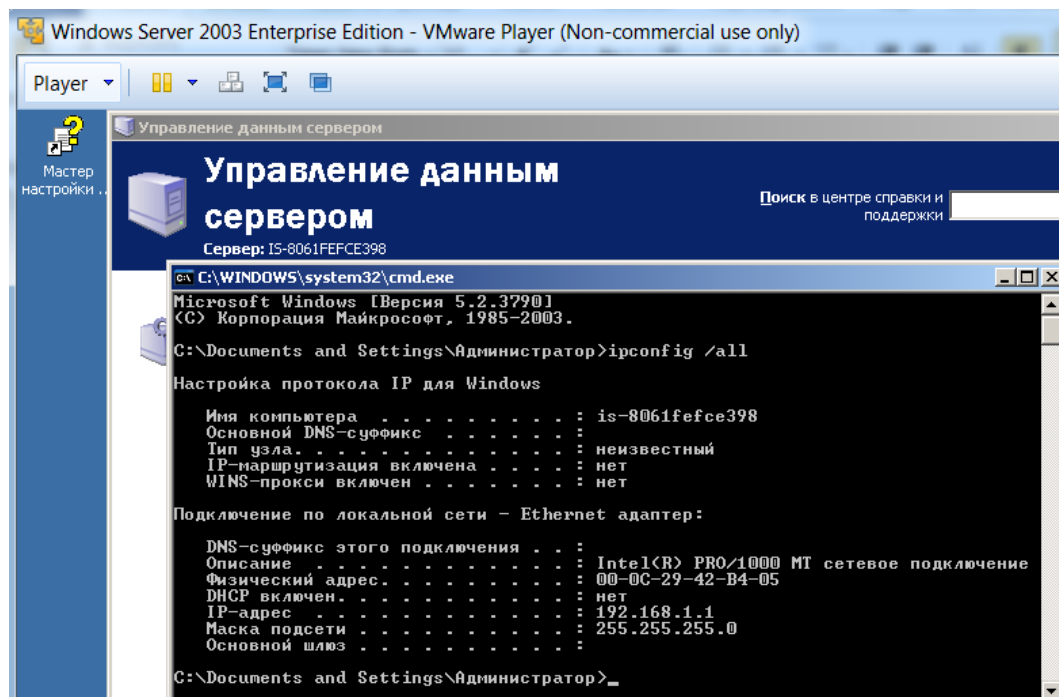 Windows Server 2003 Enterprise Edition - VMware Player (Non-commercial use only)
Player
Мастер
настройки ..
Управление данным сервером
Управление данным
сервером
Сервер: IS-8061FEFCE398
Поиск в центре справки и
поддержки
C:\WINDOWS\system32\cmd.exe
Microsoft Windows [Версия 5.2.3790]
(С) Корпорация Майкрософт, 1985-2003.
C:\Documents and Settings\Администратор>ipconfig /all
Настройка протокола IP для Windows
Имя компьютера . . . . . . . . . : is-8061fefce398
Основной DNS-суффикс . . . . . . :
Тип узла. . . . . . . . . . . . . : неизвестный
IP-маршрутизация включена . . . . : нет
WINS-прокси включен . . . . . . . : нет
Подключение по локальной сети - Ethernet адаптер:
DNS-суффикс этого подключения . . :
Описание . . . . . . . . . . . . : Intel(R) PRO/1000 MT сетевое подключение
Физический адрес. . . . . . . . . : 00-0C-29-42-B4-05
DHCP включен. . . . . . . . . . . : нет
IP-адрес . . . . . . . . . . . . : 192.168.1.1
Маска подсети . . . . . . . . . . : 255.255.255.0
Основной шлюз . . . . . . . . . . :
C:\Documents and Settings\Администратор>_